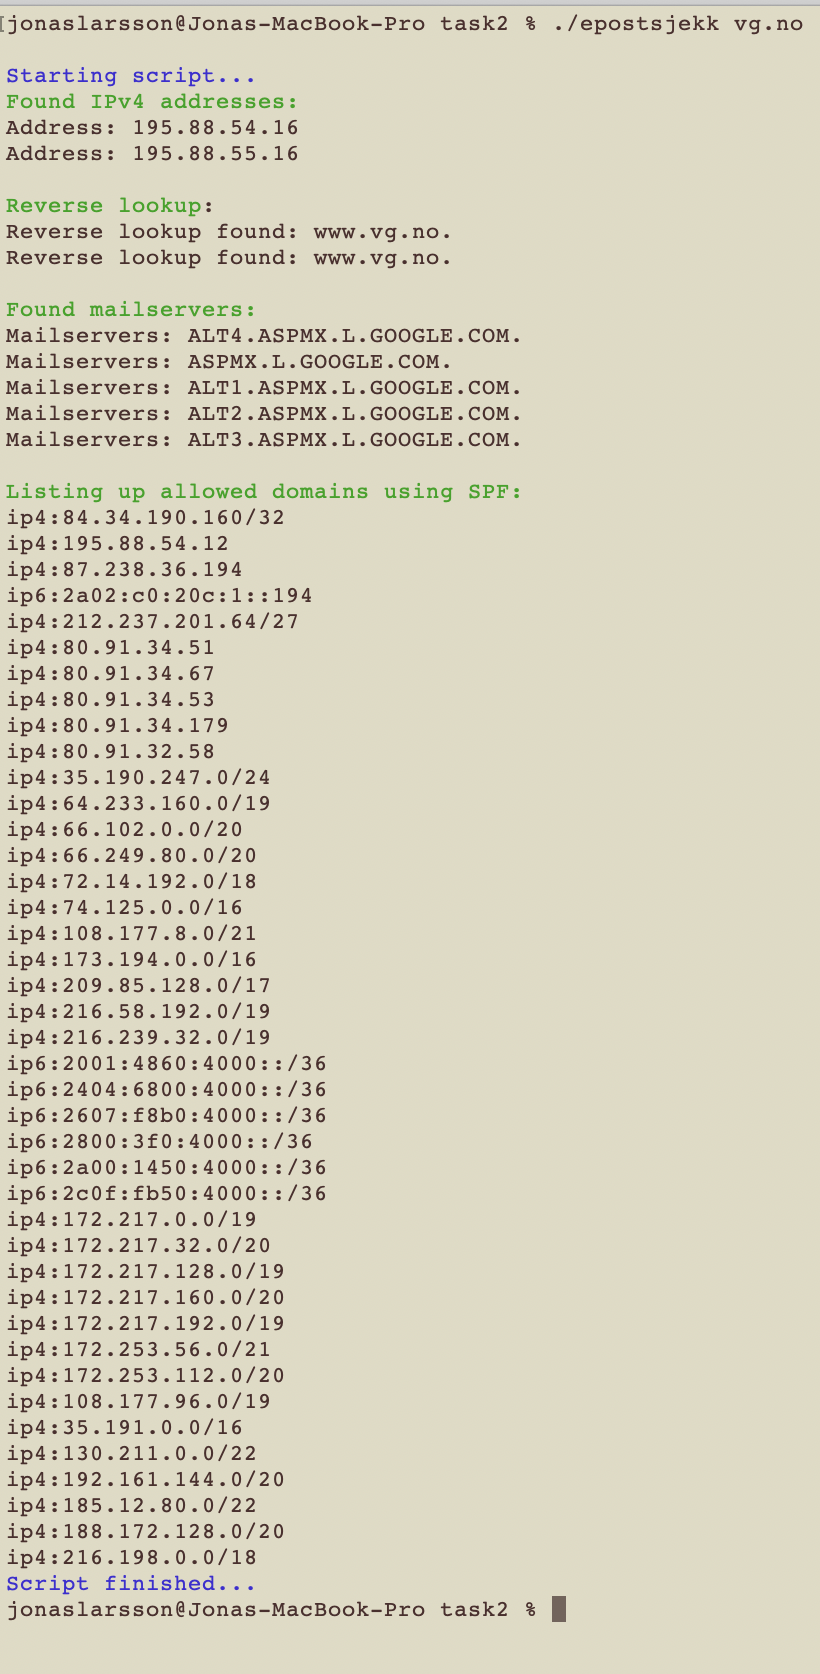 [jonaslarsson@Jonas-MacBook-Pro task2 % ./epostsjekk vg.no
Starting script...
Found IPv4 addresses:
Address: 195.88.54.16
Address: 195.88.55.16
Reverse lookup:
Reverse lookup found: www.vg.no.
Reverse lookup found: www.vg.no.
Found mailservers:
Mailservers: ALT4.ASPMX.L.GOOGLE.COM.
Mailservers: ASPMX.L.GOOGLE.COM.
Mailservers: ALT1.ASPMX.L.GOOGLE.COM.
Mailservers: ALT2.ASPMX.L.GOOGLE.COM.
Mailservers: ALT3.ASPMX.L.GOOGLE.COM.
Listing up allowed domains using SPF:
ip4:84.34.190.160/32
ip4:195.88.54.12
ip4:87.238.36.194
ip6:2a02:c0:20c:1::194
ip4:212.237.201.64/27
ip4:80.91.34.51
ip4:80.91.34.67
ip4:80.91.34.53
ip4:80.91.34.179
ip4:80.91.32.58
ip4:35.190.247.0/24
ip4:64.233.160.0/19
ip4:66.102.0.0/20
ip4:66.249.80.0/20
ip4:72.14.192.0/18
ip4:74.125.0.0/16
ip4:108.177.8.0/21
ip4:173.194.0.0/16
ip4:209.85.128.0/17
ip4:216.58.192.0/19
ip4:216.239.32.0/19
ip6:2001:4860:4000::/36
ip6:2404:6800:4000::/36
ip6:2607:f8b0:4000::/36
ip6:2800:3f0:4000::/36
ip6:2a00:1450:4000::/36
ip6:2c0f:fb50:4000::/36
ip4:172.217.0.0/19
ip4:172.217.32.0/20
ip4:172.217.128.0/19
ip4:172.217.160.0/20
ip4:172.217.192.0/19
ip4:172.253.56.0/21
ip4:172.253.112.0/20
ip4:108.177.96.0/19
ip4:35.191.0.0/16
ip4:130.211.0.0/22
ip4:192.161.144.0/20
ip4:185.12.80.0/22
ip4:188.172.128.0/20
ip4:216.198.0.0/18
Script finished...
jonaslarsson@Jonas-MacBook-Pro task2 %